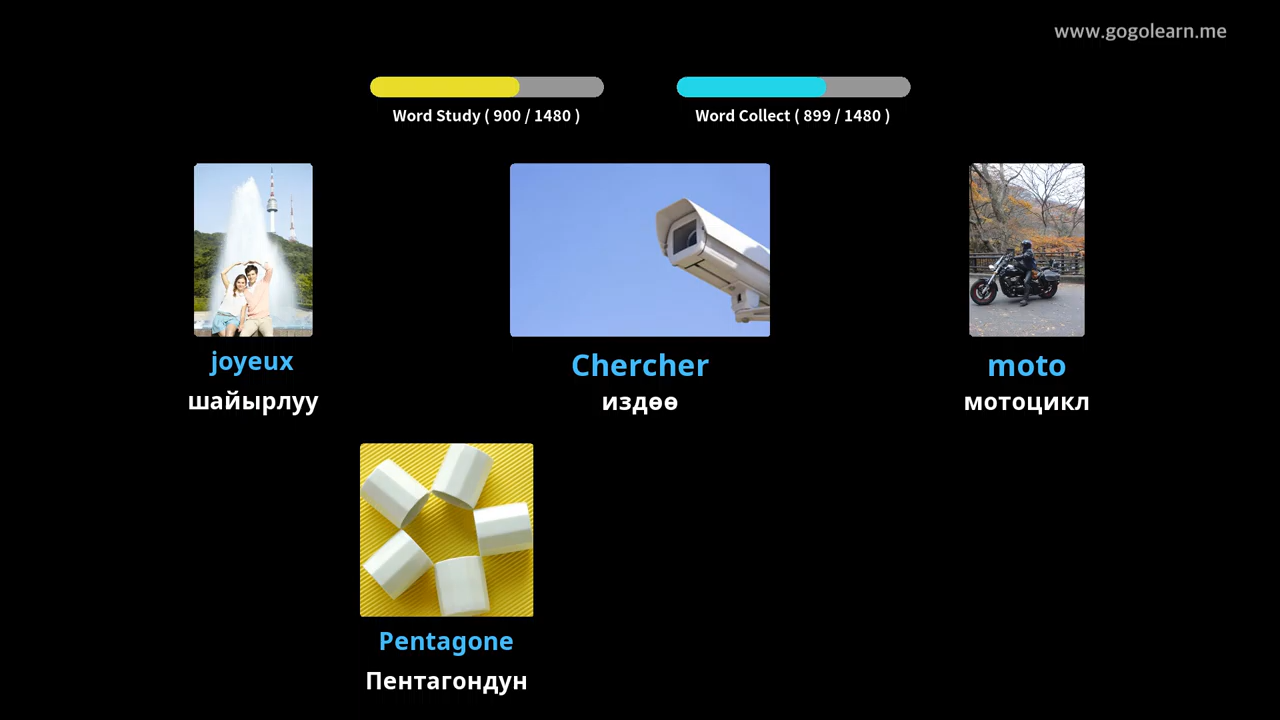 www.gogolearn.me
Word Study ( 900 / 1480 )
Word Collect ( 899 / 1480 )
joyeux
шайырлуу
Chercher
издөө
moto
мотоцикл
Pentagone
Пентагондун